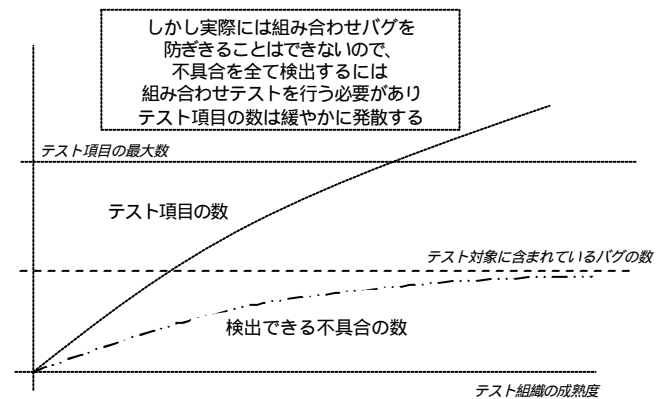 しかし実際には組み合わせバグを
防ぎきることはできないので、
不具合を全て検出するには
組み合わせテストを行う必要があり
テスト項目の数は緩やかに発散する
テスト項目の最大数
テスト項目の数
テスト対象に含まれているバグの数
検出できる不具合の数
テスト組織の成熟度